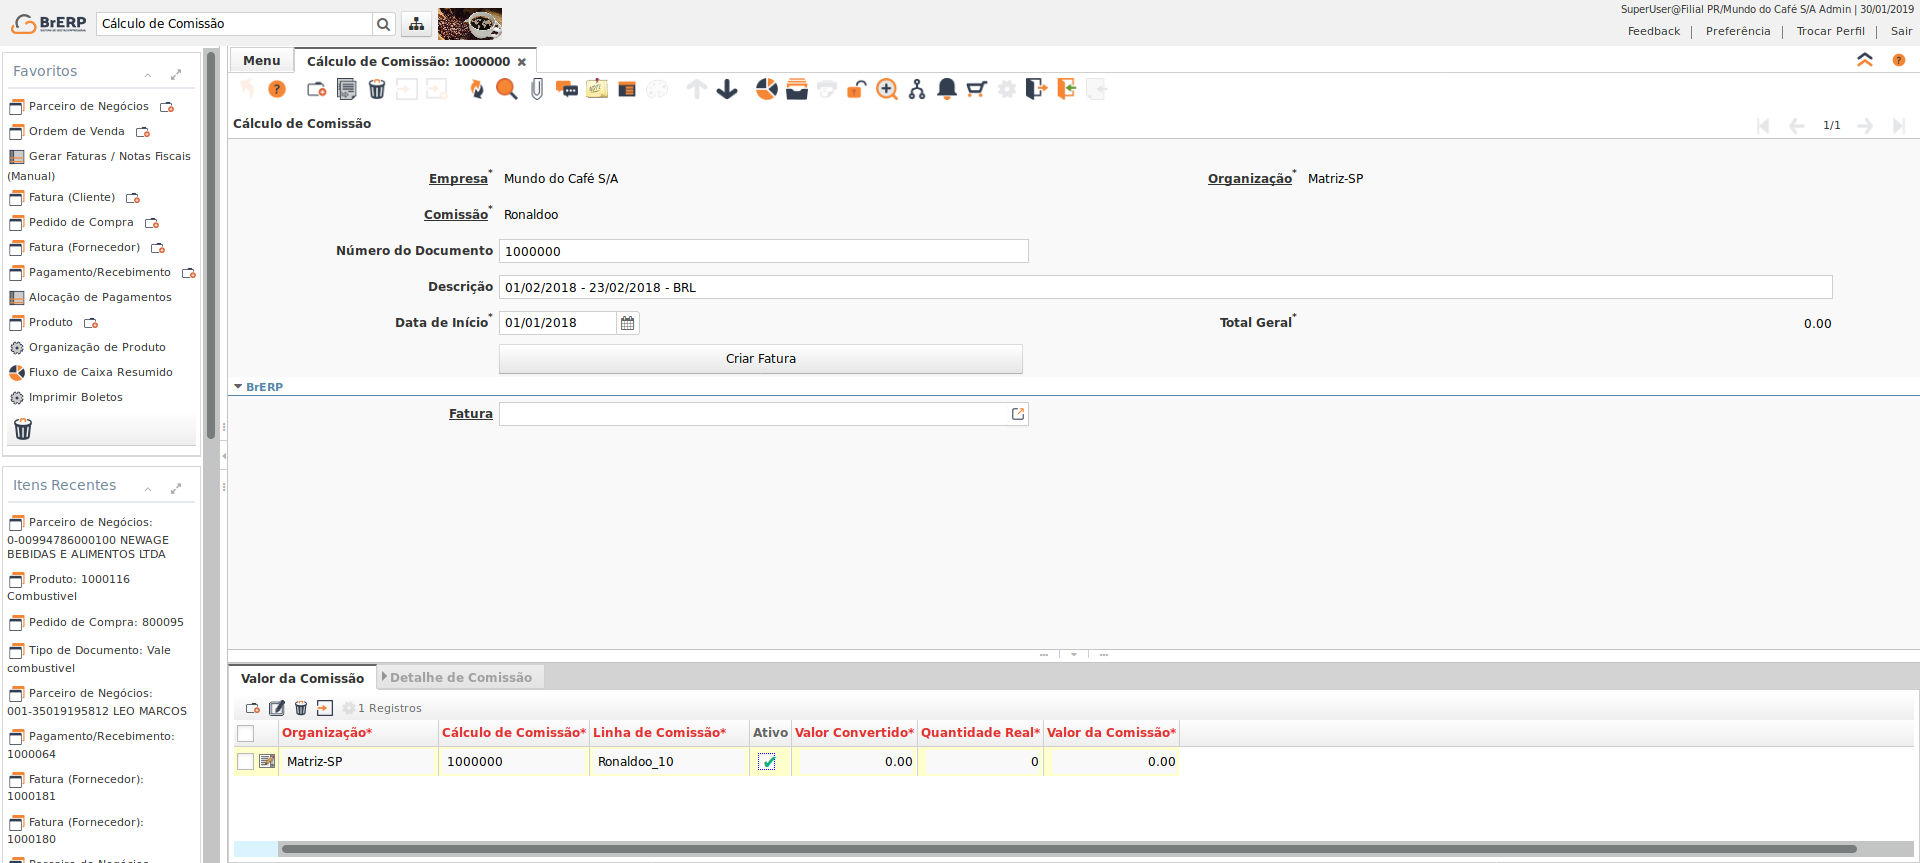 BrERP
Cálculo de Comissão
SuperUser@Filial PR/Mundo do Café S/A Admin | 30/01/2019
Feedback | Preferência | Trocar Perfil | Sair
Favoritos
Parceiro de Negócios
Ordem de Venda
Gerar Faturas / Notas Fiscais
(Manual)
Fatura (Cliente)
Pedido de Compra
Fatura (Fornecedor)
Pagamento/Recebimento
Alocação de Pagamentos
Produto
Organização de Produto
Fluxo de Caixa Resumido
Imprimir Boletos
Itens Recentes
Parceiro de Negócios:
0-00994786000100 NEWAGE
BEBIDAS E ALIMENTOS LTDA
Produto: 1000116
Combustivel
Pedido de Compra: 800095
Tipo de Documento: Vale
combustivel
Parceiro de Negócios:
001-35019195812 LEO MARCOS
Pagamento/Recebimento:
1000064
Fatura (Fornecedor):
1000181
Fatura (Fornecedor):
1000180
Parceiro de Negócios
Menu
Cálculo de Comissão: 1000000
Cálculo de Comissão
1/1
Empresa* Mundo do Café S/A
Organização* Matriz-SP
Comissão* Ronaldoo
Número do Documento 1000000
Descrição 01/02/2018 - 23/02/2018 - BRL
Data de Início* 01/01/2018
Total Geral* 0.00
Criar Fatura
BrERP
Fatura
Valor da Comissão
Detalhe de Comissão
1 Registros
Organização* Cálculo de Comissão* Linha de Comissão* Ativo Valor Convertido* Quantidade Real* Valor da Comissão*
Matriz-SP 1000000 Ronaldoo_10 0.00 0 0.00